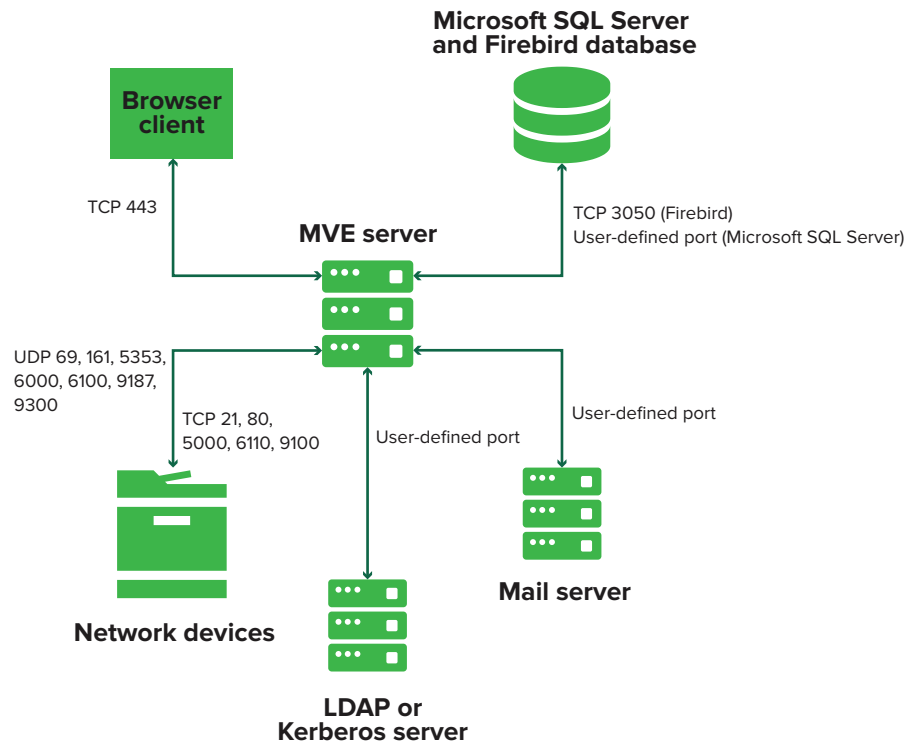 Microsoft SQL Server
and Firebird database
Browser
client
TCP 443
TCP 3050 (Firebird)
User-defined port (Microsoft SQL Server)
MVE server
UDP 69, 161, 5353,
6000, 6100, 9187,
9300
TCP 21, 80,
5000, 6110, 9100
User-defined port
User-defined port
Network devices
Mail server
LDAP or
Kerberos server